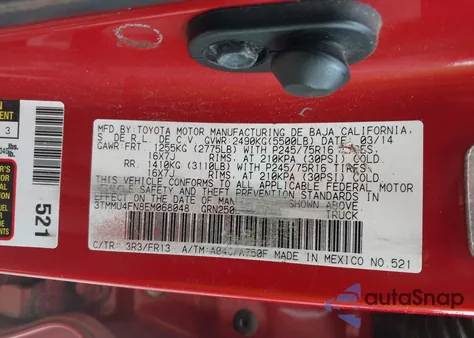 MFD.BY:TOYOTA MOTOR MANUFACTURING DE BAJA CALIFORNIA,
S DE R.L. DE C.V. GVWR 2490KG(5500LB) DATE: 03/14
GAWR:FRT 1255KG(2775LB) WITH P245/75R16 TIRES,
16X7J RIMS, AT 210KPA (30PSI) COLD
RR 1410KG (3110LB) WITH P245/75R16 TIRES,
16X7J RIMS, AT 210KPA (30PSI) COLD
THIS VEHICLE CONFORMS TO ALL APPLICABLE FEDERAL MOTOR
VEHICLE SAFETY AND THEFT PREVENTION STANDARDS IN
EFFECT ON THE DATE OF MAN SHOWN ABOVE
3TMMU4FN8EM068048 GRN250 TRUCK
C/TR: 3R3/FR13 A/TM: /A750F MADE IN MEXICO NO.521
521
3
autoSnap